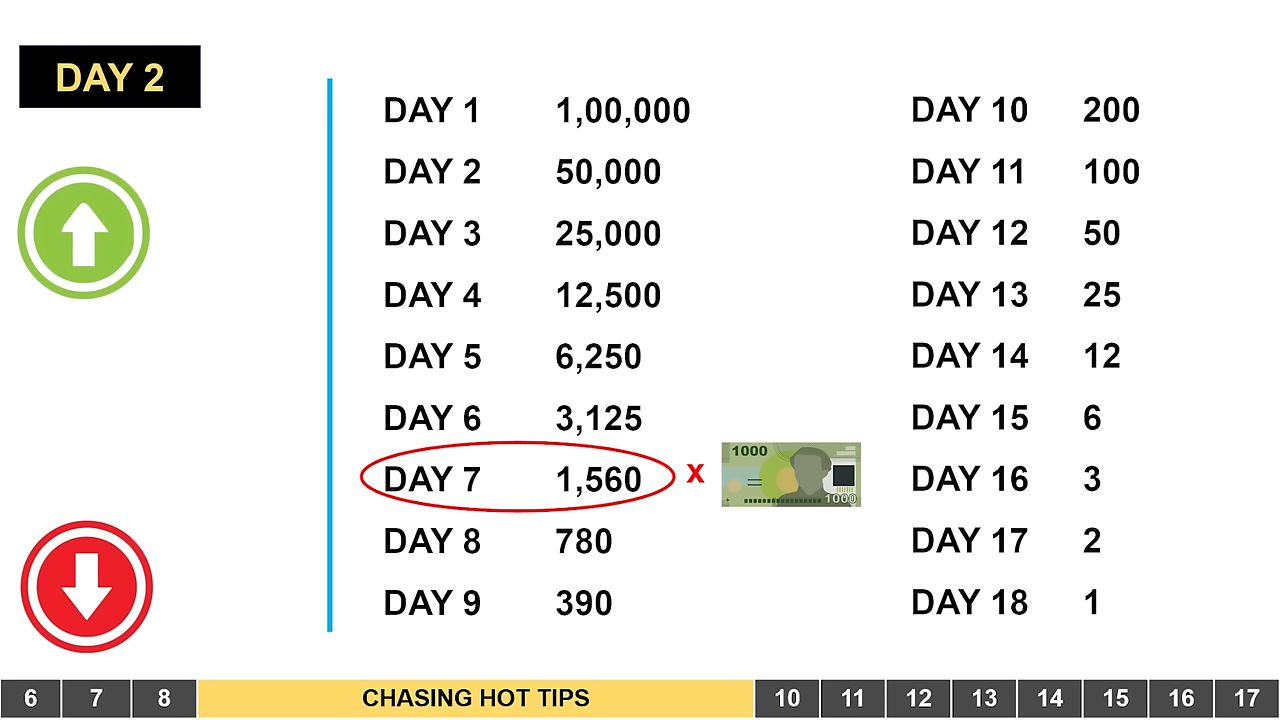 DAY 2
DAY 1 1,00,000
DAY 2 50,000
DAY 3 25,000
DAY 4 12,500
DAY 5 6,250
DAY 6 3,125
DAY 7 1,560 x
1000
1000
DAY 8 780
DAY 9 390
DAY 10 200
DAY 11 100
DAY 12 50
DAY 13 25
DAY 14 12
DAY 15 6
DAY 16 3
DAY 17 2
DAY 18 1
6 7 8 CHASING HOT TIPS 10 11 12 13 14 15 16 17